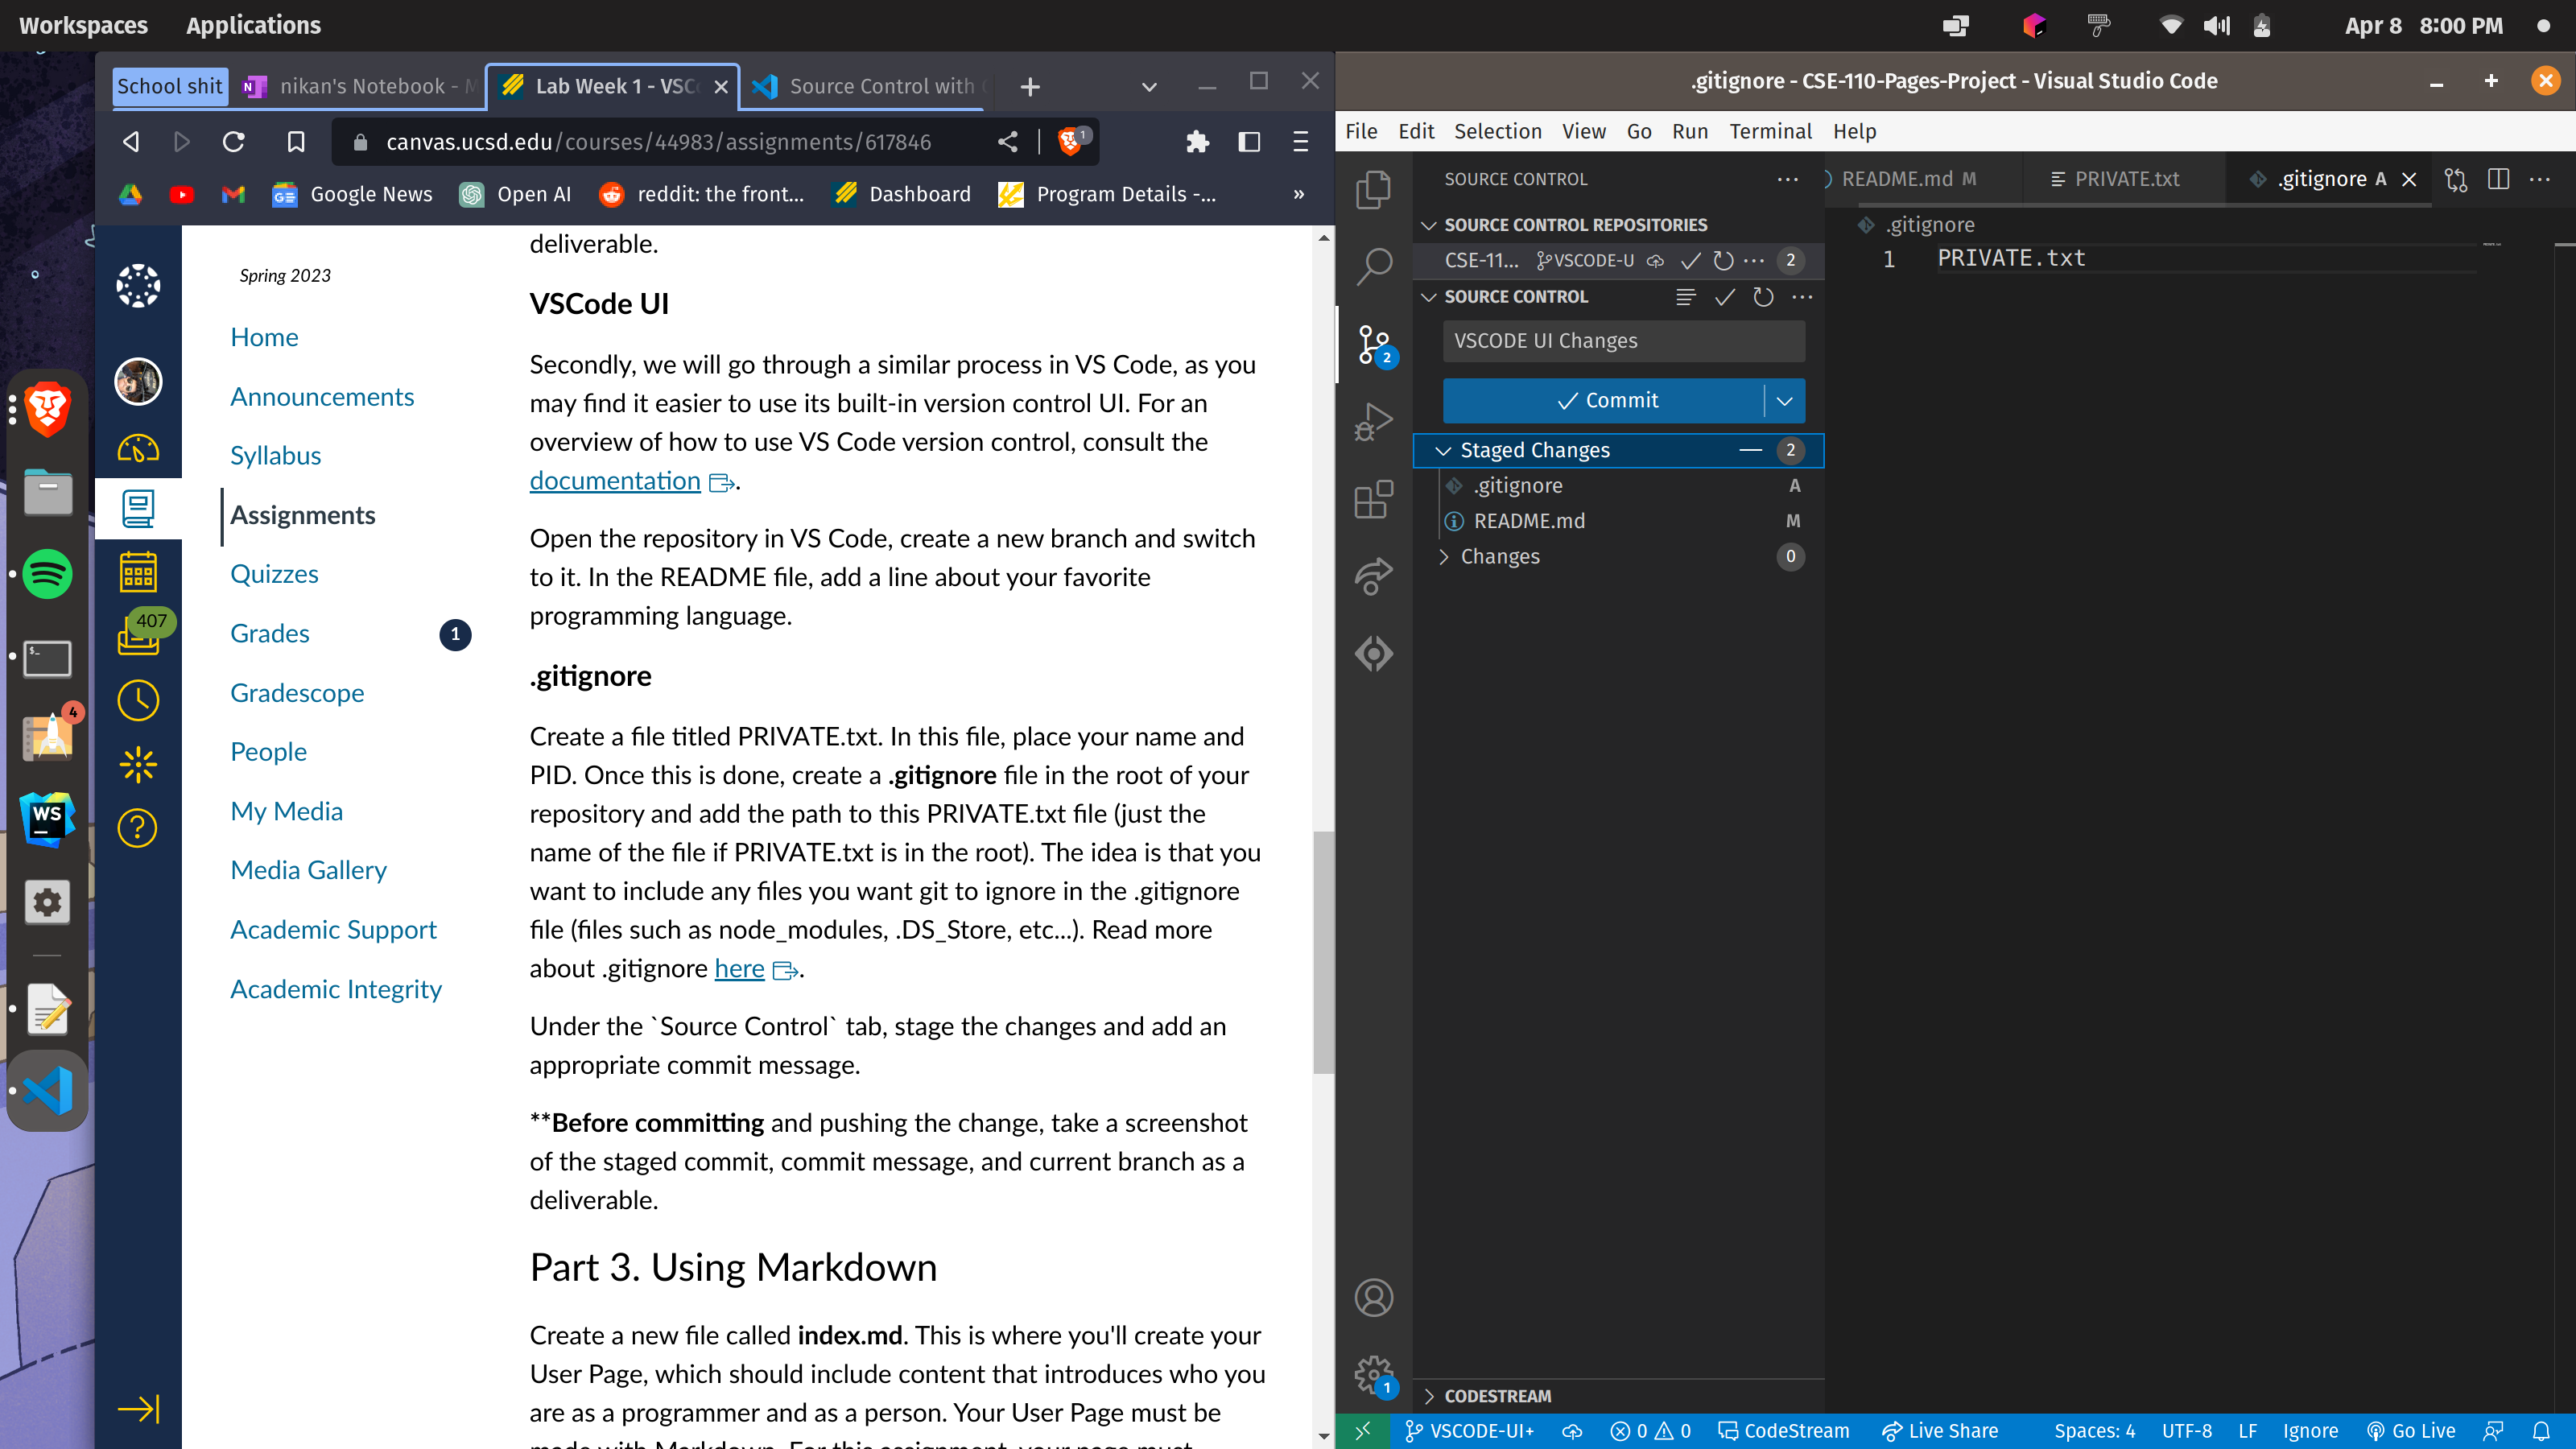 Workspaces Applications Apr 8 8:00 PM
School shit nikan's Notebook - M Lab Week 1 - VSC Source Control with
.gitignore - CSE-110-Pages-Project - Visual Studio Code
canvas.ucsd.edu/courses/44983/assignments/617846 1
File Edit Selection View Go Run Terminal Help
Google News Open AI reddit: the front... Dashboard Program Details -... »
407
4
$_
WS
Spring 2023
Home
Announcements
Syllabus
Assignments
Quizzes
Grades 1
Gradescope
People
My Media
Media Gallery
Academic Support
Academic Integrity
deliverable.
VSCode UI
Secondly, we will go through a similar process in VS Code, as you
may find it easier to use its built-in version control UI. For an
overview of how to use VS Code version control, consult the
documentation.
Open the repository in VS Code, create a new branch and switch
to it. In the README file, add a line about your favorite
programming language.
.gitignore
Create a file titled PRIVATE.txt. In this file, place your name and
PID. Once this is done, create a .gitignore file in the root of your
repository and add the path to this PRIVATE.txt file (just the
name of the file if PRIVATE.txt is in the root). The idea is that you
want to include any files you want git to ignore in the .gitignore
file (files such as node_modules, .DS_Store, etc...). Read more
about .gitignore here.
Under the `Source Control` tab, stage the changes and add an
appropriate commit message.
**Before committing and pushing the change, take a screenshot
of the staged commit, commit message, and current branch as a
deliverable.
Part 3. Using Markdown
Create a new file called index.md. This is where you'll create your
User Page, which should include content that introduces who you
are as a programmer and as a person. Your User Page must be
made with Markdown. For this assignment, your page must
2
1
SOURCE CONTROL
SOURCE CONTROL REPOSITORIES
CSE-11... VSCODE-U 2
SOURCE CONTROL
VSCODE UI Changes
Commit
Staged Changes 2
.gitignore A
README.md M
Changes 0
CODESTREAM
README.md M PRIVATE.txt .gitignore A
.gitignore
1 PRIVATE.txt
VSCODE-UI+ 0 0 CodeStream Live Share Spaces: 4 UTF-8 LF Ignore Go Live